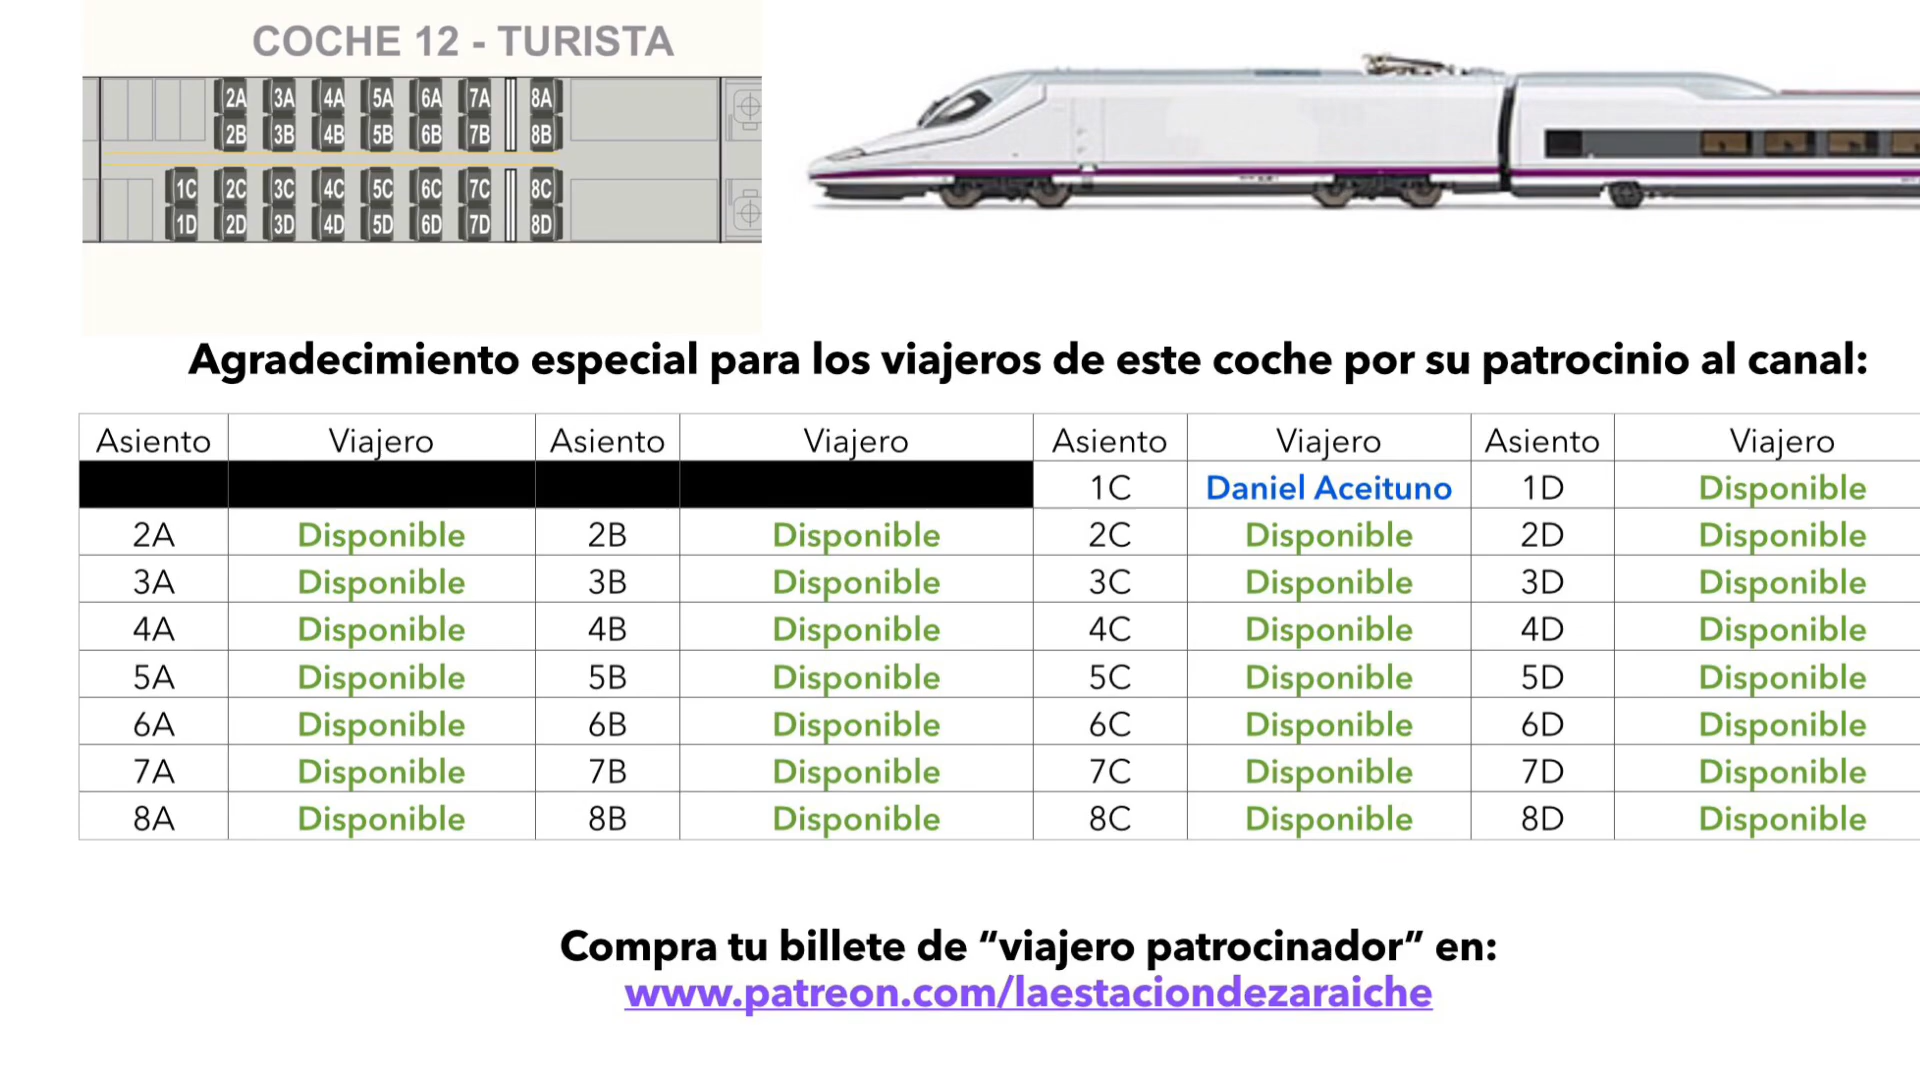 COCHE 12 - TURISTA
2A 3A 4A 5A 6A 7A 8A
2B 3B 4B 5B 6B 7B 8B
1C 2C 3C 4C 5C 6C 7C 8C
1D 2D 3D 4D 5D 6D 7D 8D
Agradecimiento especial para los viajeros de este coche por su patrocinio al canal:
Asiento Viajero Asiento Viajero Asiento Viajero Asiento Viajero
1C Daniel Aceituno 1D Disponible
2A Disponible 2B Disponible 2C Disponible 2D Disponible
3A Disponible 3B Disponible 3C Disponible 3D Disponible
4A Disponible 4B Disponible 4C Disponible 4D Disponible
5A Disponible 5B Disponible 5C Disponible 5D Disponible
6A Disponible 6B Disponible 6C Disponible 6D Disponible
7A Disponible 7B Disponible 7C Disponible 7D Disponible
8A Disponible 8B Disponible 8C Disponible 8D Disponible
Compra tu billete de “viajero patrocinador” en:
www.patreon.com/laestaciondezaraiche